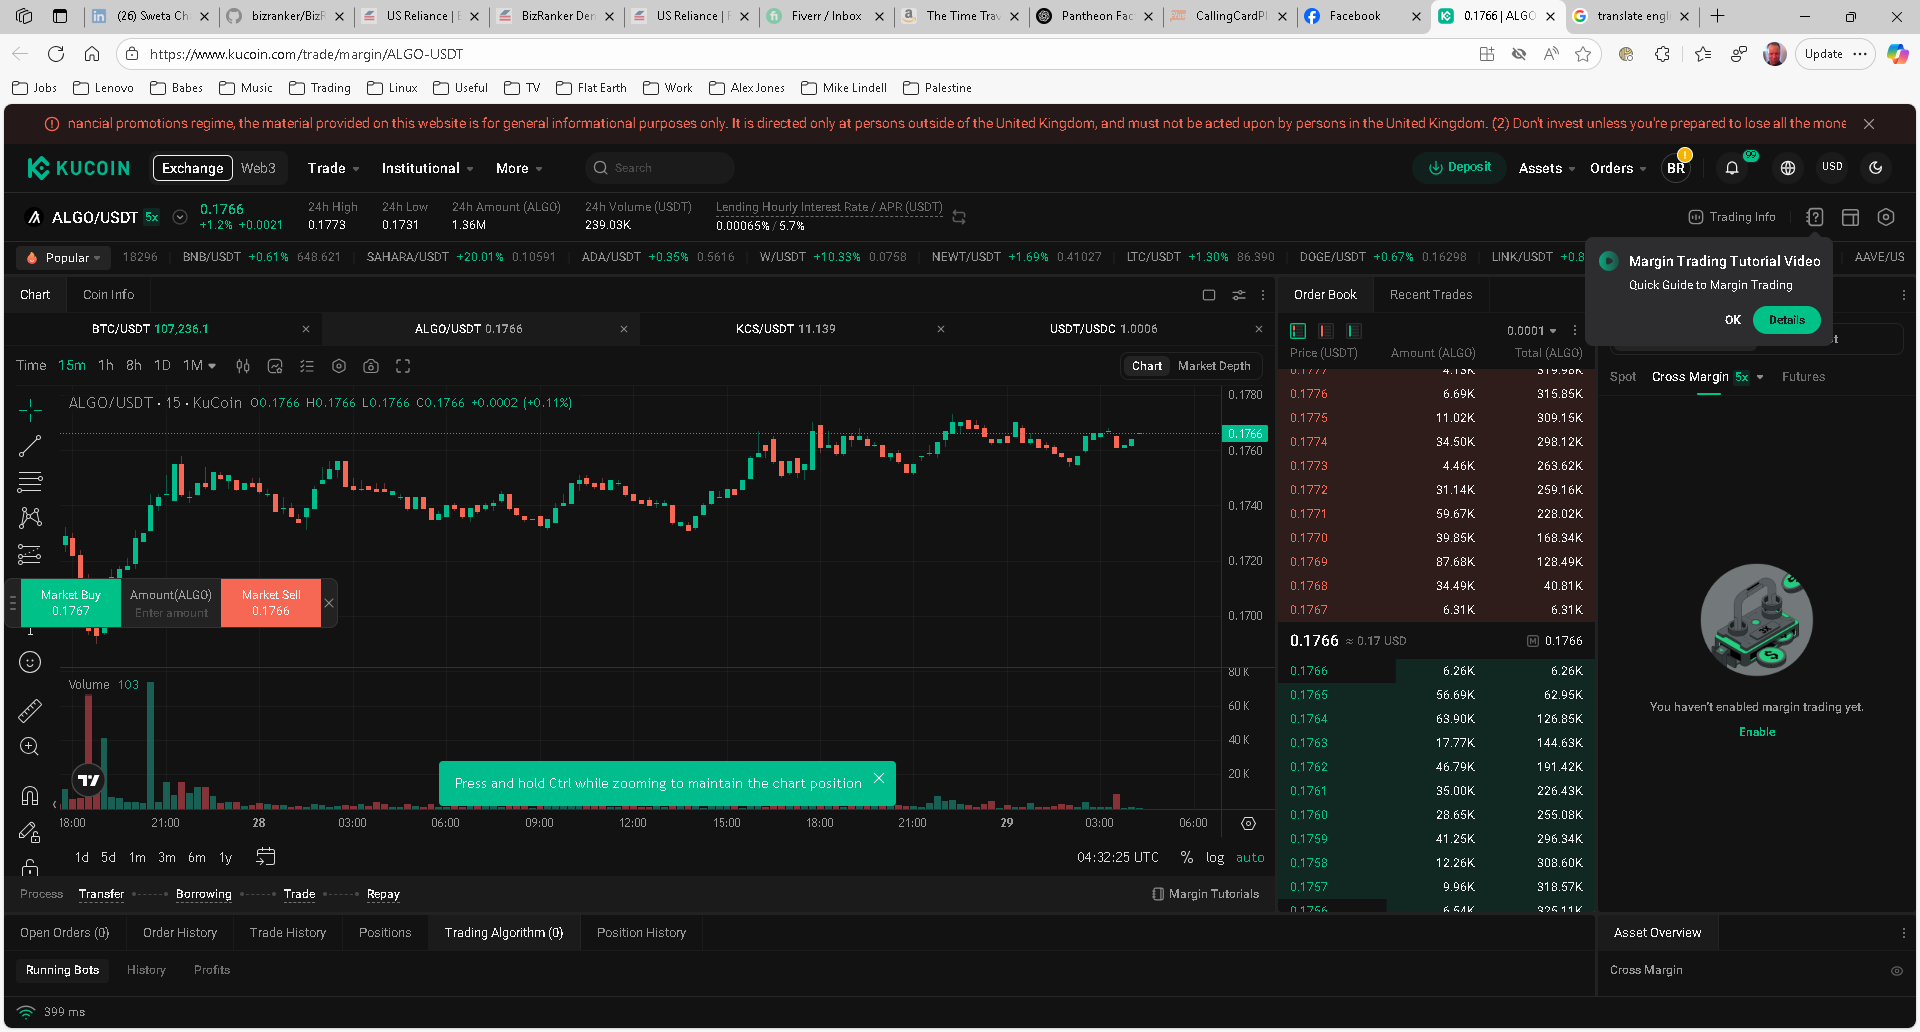 (26) Sweta Ch
bizranker/BizR
US Reliance | E
BizRanker Den
US Reliance | F
Fiverr / Inbox
The Time Trav
Pantheon Fac
CallingCardPl
Facebook
0.1766 | ALGO
translate engli
https://www.kucoin.com/trade/margin/ALGO-USDT
Update
Jobs Lenovo Babes Music Trading Linux Useful TV Flat Earth Work Alex Jones Mike Lindell Palestine
nancial promotions regime, the material provided on this website is for general informational purposes only. It is directed only at persons outside of the United Kingdom, and must not be acted upon by persons in the United Kingdom. (2) Don't invest unless you're prepared to lose all the mone
KUCOIN Exchange Web3 Trade Institutional More Search Deposit Assets Orders BR 99 USD
ALGO/USDT 5x
0.1766
+1.2% +0.0021
24h High
0.1773
24h Low
0.1731
24h Amount (ALGO)
1.36M
24h Volume (USDT)
239.03K
Lending Hourly Interest Rate / APR (USDT)
0.00065% / 5.7%
Trading Info
Popular 18296 BNB/USDT +0.61% 648.621 SAHARA/USDT +20.01% 0.10591 ADA/USDT +0.35% 0.5616 W/USDT +10.33% 0.0758 NEWT/USDT +1.69% 0.41027 LTC/USDT +1.30% 86.390 DOGE/USDT +0.67% 0.16298 LINK/USDT +0.8 AAVE/US
Margin Trading Tutorial Video
Quick Guide to Margin Trading
OK Details
Chart Coin Info
BTC/USDT 107,236.1 ALGO/USDT 0.1766 KCS/USDT 11.139 USDT/USDC 1.0006
Time 15m 1h 8h 1D 1M Chart Market Depth
ALGO/USDT · 15 · KuCoin O0.1766 H0.1766 L0.1766 C0.1766 +0.0002 (+0.11%)
0.1780
0.1766
0.1760
0.1740
0.1720
0.1700
Market Buy
0.1767
Amount(ALGO)
Enter amount
Market Sell
0.1766
Volume 103
80 K
60 K
40 K
20 K
Press and hold Ctrl while zooming to maintain the chart position
18:00 21:00 28 03:00 06:00 09:00 12:00 15:00 18:00 21:00 29 03:00 06:00
1d 5d 1m 3m 6m 1y 04:32:25 UTC % log auto
Process Transfer Borrowing Trade Repay Margin Tutorials
Order Book Recent Trades
0.0001
Price (USDT) Amount (ALGO) Total (ALGO)
0.1777 4.13K 319.98K
0.1776 6.69K 315.85K
0.1775 11.02K 309.15K
0.1774 34.50K 298.12K
0.1773 4.46K 263.62K
0.1772 31.14K 259.16K
0.1771 59.67K 228.02K
0.1770 39.85K 168.34K
0.1769 87.68K 128.49K
0.1768 34.49K 40.81K
0.1767 6.31K 6.31K
0.1766 ≈ 0.17 USD M 0.1766
0.1766 6.26K 6.26K
0.1765 56.69K 62.95K
0.1764 63.90K 126.85K
0.1763 17.77K 144.63K
0.1762 46.79K 191.42K
0.1761 35.00K 226.43K
0.1760 28.65K 255.08K
0.1759 41.25K 296.34K
0.1758 12.26K 308.60K
0.1757 9.96K 318.57K
0.1756 6.54K 325.11K
Spot Cross Margin 5x Futures
You haven't enabled margin trading yet.
Enable
Open Orders (0) Order History Trade History Positions Trading Algorithm (0) Position History
Running Bots History Profits
Asset Overview
Cross Margin
399 ms